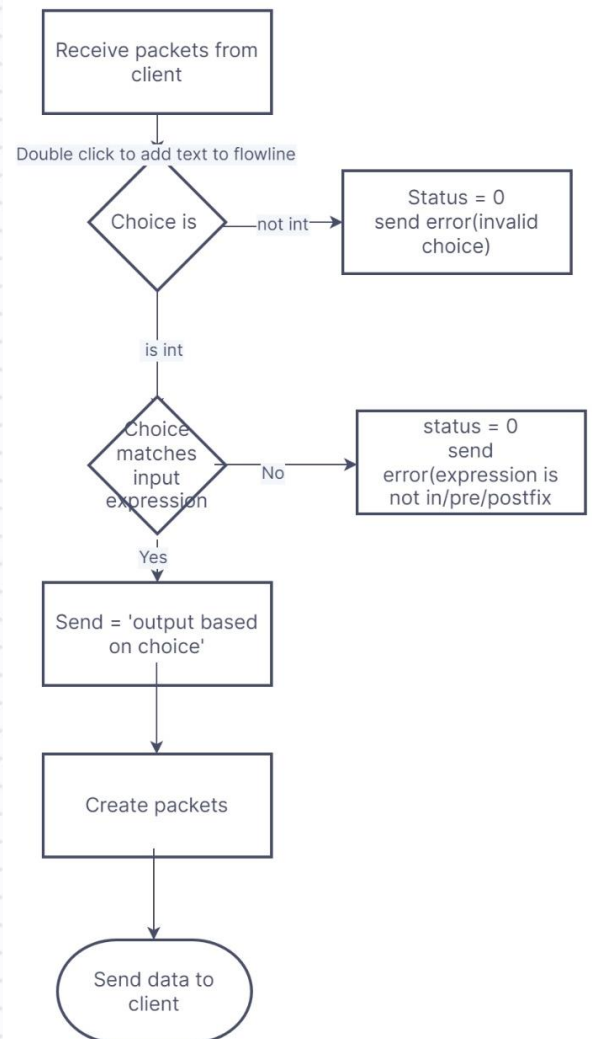 Receive packets from
client
Double click to add text to flowline
Choice is
not int
Status = 0
send error(invalid
choice)
is int
Choice
matches
input
expression
No
status = 0
send
error(expression is
not in/pre/postfix
Yes
Send = 'output based
on choice'
Create packets
Send data to
client